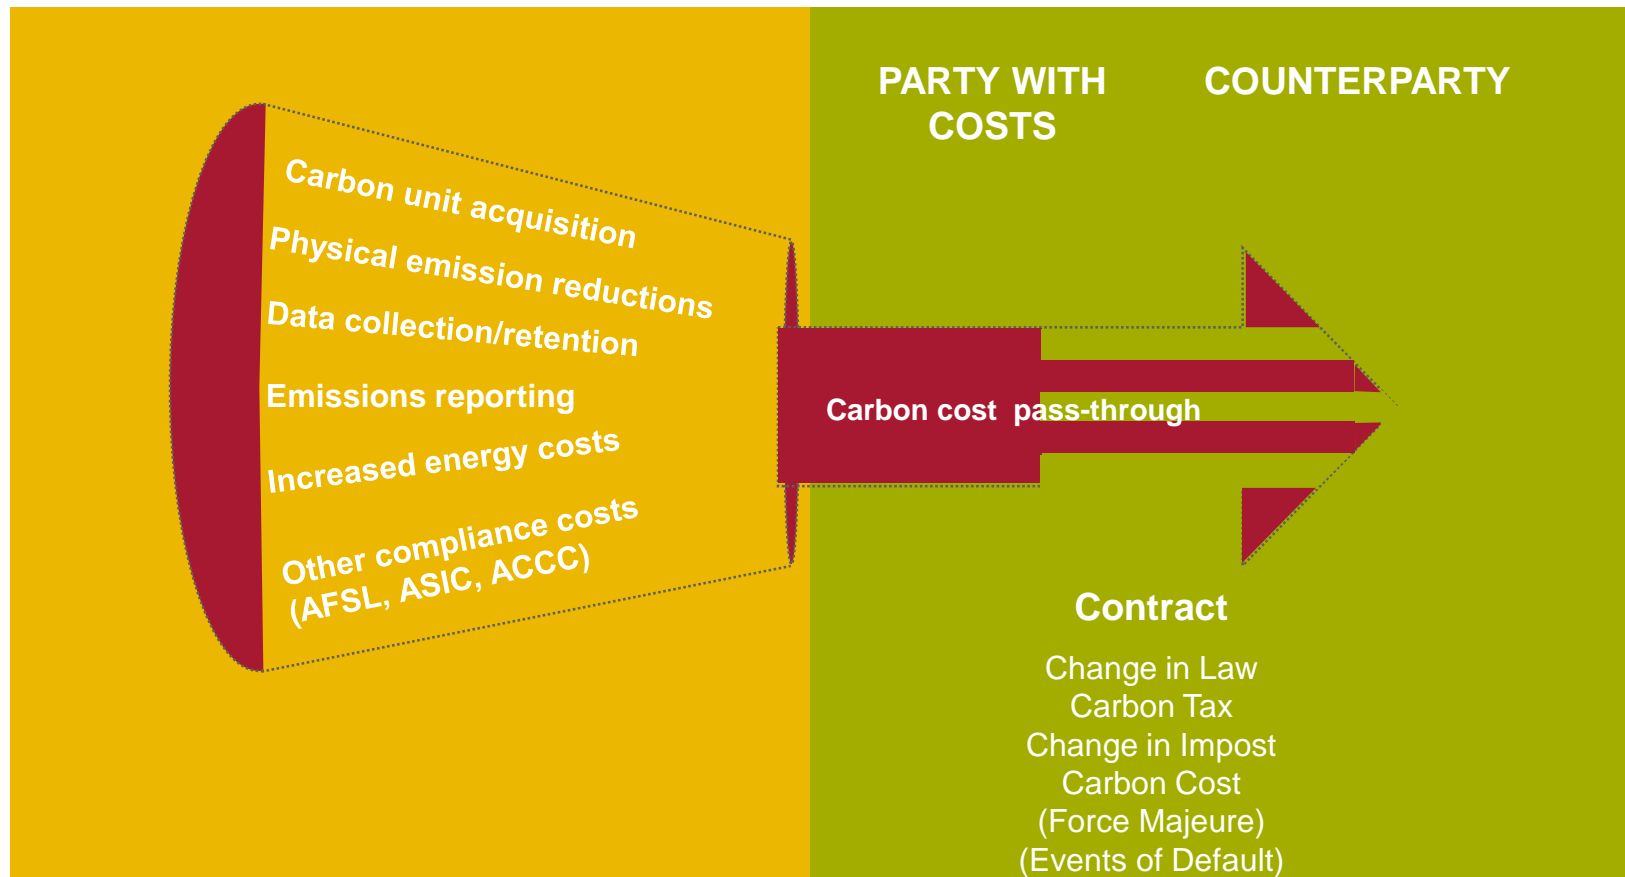 PARTY WITH
COSTS
COUNTERPARTY
Carbon unit acquisition
Physical emission reductions
Data collection/retention
Emissions reporting
Increased energy costs
Other compliance costs
(AFSL, ASIC, ACCC)
Carbon cost  pass-through
Contract
Change in Law
Carbon Tax
Change in Impost
Carbon Cost
(Force Majeure)
(Events of Default)